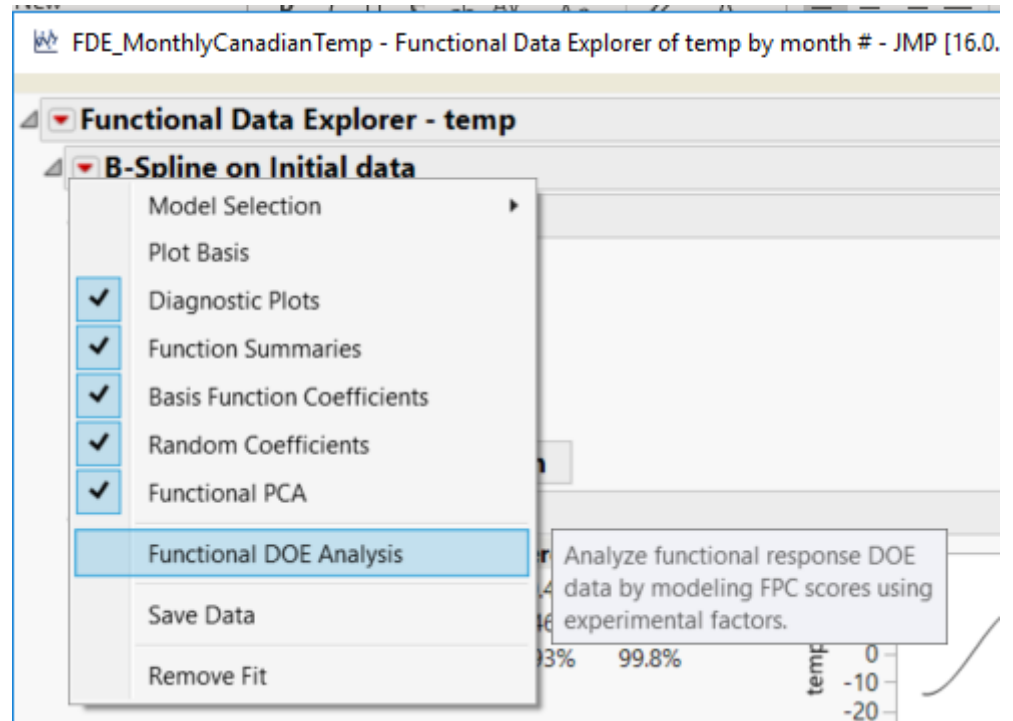 FDE_MonthlyCanadianTemp - Functional Data Explorer of temp by month # - JMP [16.0.
Functional Data Explorer - temp
B-Spline on Initial data
Model Selection
Plot Basis
Diagnostic Plots
Function Summaries
Basis Function Coefficients
Random Coefficients
Functional PCA
Functional DOE Analysis
Analyze functional response DOE
data by modeling FPC scores using
experimental factors.
Save Data
93% 99.8%
Remove Fit
temp
0
-10
-20